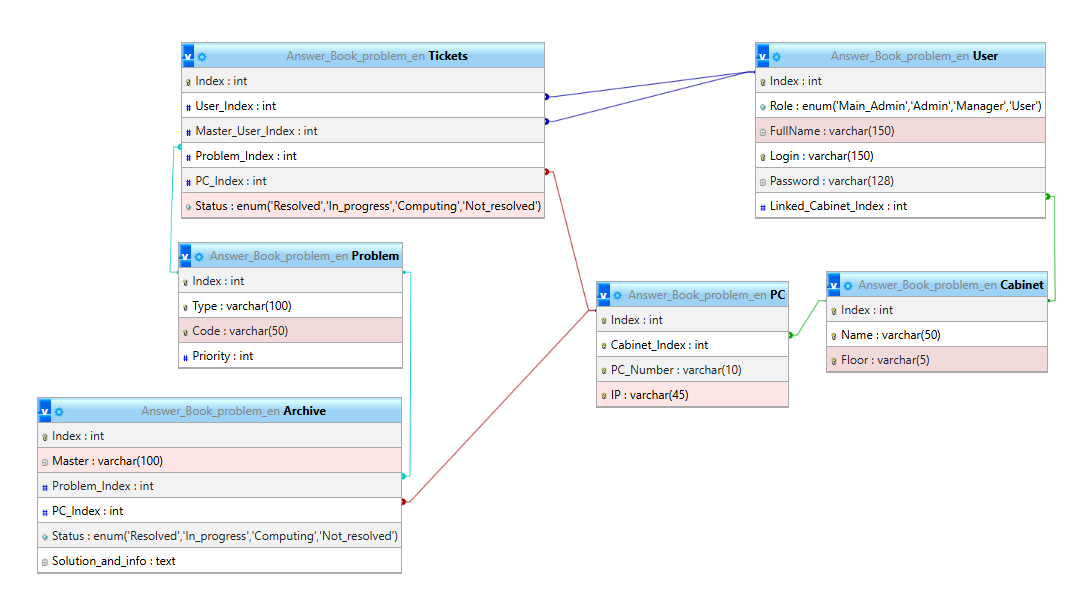 v Answer_Book_problem_en Tickets
Index : int
User_Index : int
Master_User_Index : int
Problem_Index : int
PC_Index : int
Status : enum('Resolved','In_progress','Computing','Not_resolved')
v Answer_Book_problem_en User
Index : int
Role : enum('Main_Admin','Admin','Manager','User')
FullName : varchar(150)
Login : varchar(150)
Password : varchar(128)
Linked_Cabinet_Index : int
v Answer_Book_problem_en Problem
Index : int
Type : varchar(100)
Code : varchar(50)
Priority : int
v Answer_Book_problem_en PC
Index : int
Cabinet_Index : int
PC_Number : varchar(10)
IP : varchar(45)
v Answer_Book_problem_en Cabinet
Index : int
Name : varchar(50)
Floor : varchar(5)
v Answer_Book_problem_en Archive
Index : int
Master : varchar(100)
Problem_Index : int
PC_Index : int
Status : enum('Resolved','In_progress','Computing','Not_resolved')
Solution_and_info : text